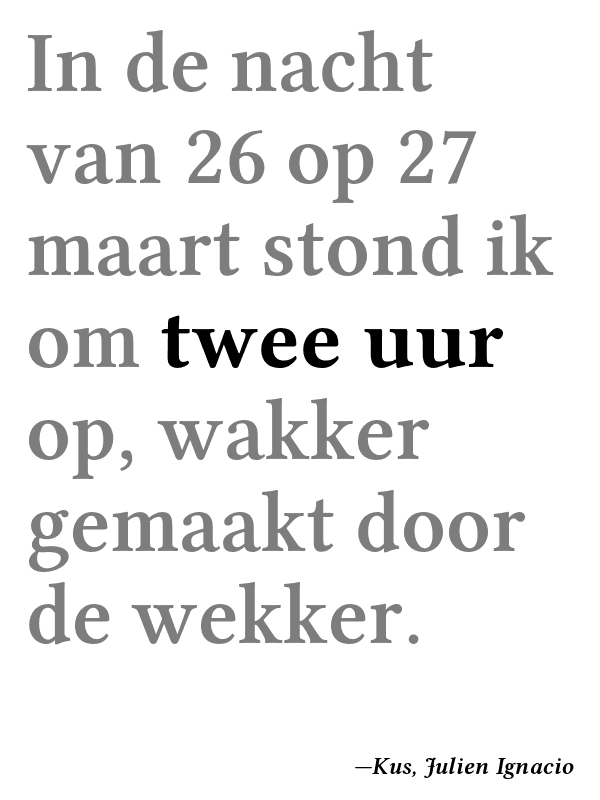 In de nacht
van 26 op 27
maart stond ik
om twee uur
op, wakker
gemaakt door
de wekker.
—Kus, Julien Ignacio